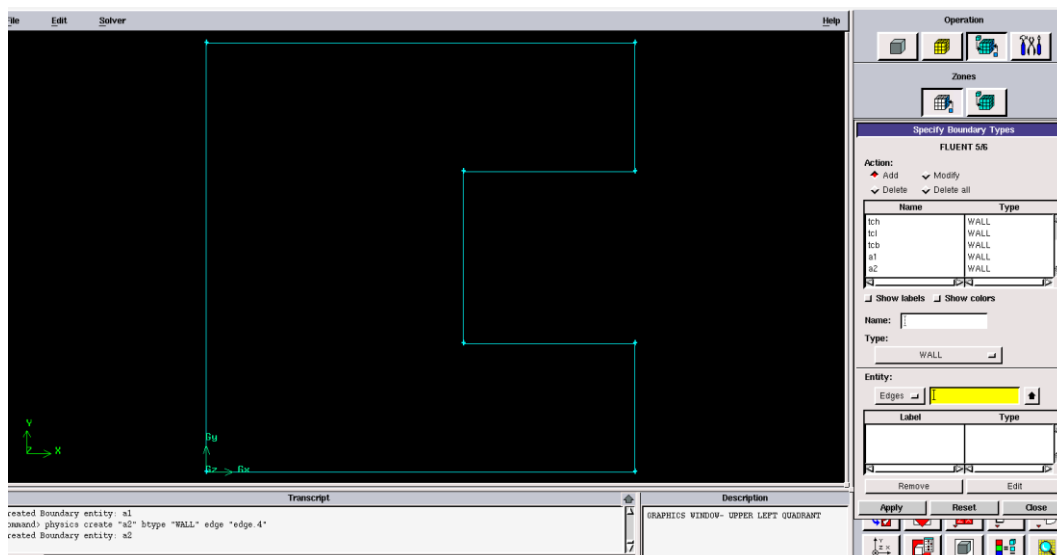 File Edit Solver Help
Operation
Zones
Specify Boundary Types
FLUENT 5/6
Action:
Add Modify
Delete Delete all
Name Type
tch WALL
tcl WALL
tcb WALL
a1 WALL
a2 WALL
Show labels Show colors
Name:
Type:
WALL
Entity:
Edges
Label Type
Remove Edit
Apply Reset Close
Y
Z X
Gy
Gz Gx
Transcript
reated Boundary entity: a1
ommand> physics create "a2" btype "WALL" edge "edge.4"
reated Boundary entity: a2
Description
GRAPHICS WINDOW- UPPER LEFT QUADRANT